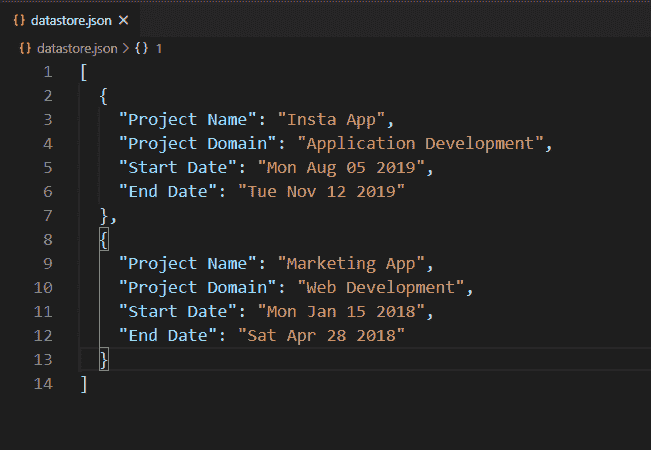 {} datastore.json ×
{} datastore.json > {} 1
1 [
2 {
3 "Project Name": "Insta App",
4 "Project Domain": "Application Development",
5 "Start Date": "Mon Aug 05 2019",
6 "End Date": "Tue Nov 12 2019"
7 },
8 {
9 "Project Name": "Marketing App",
10 "Project Domain": "Web Development",
11 "Start Date": "Mon Jan 15 2018",
12 "End Date": "Sat Apr 28 2018"
13 }
14 ]